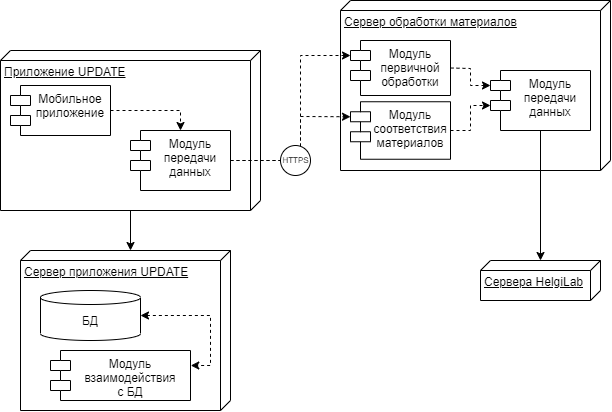 Приложение UPDATE
Мобильное
приложение
Модуль
передачи
данных
HTTPS
Сервер обработки материалов
Модуль
первичной
обработки
Модуль
соответствия
материалов
Модуль
передачи
данных
Сервер приложения UPDATE
БД
Модуль
взаимодействия
с БД
Сервера HelgiLab